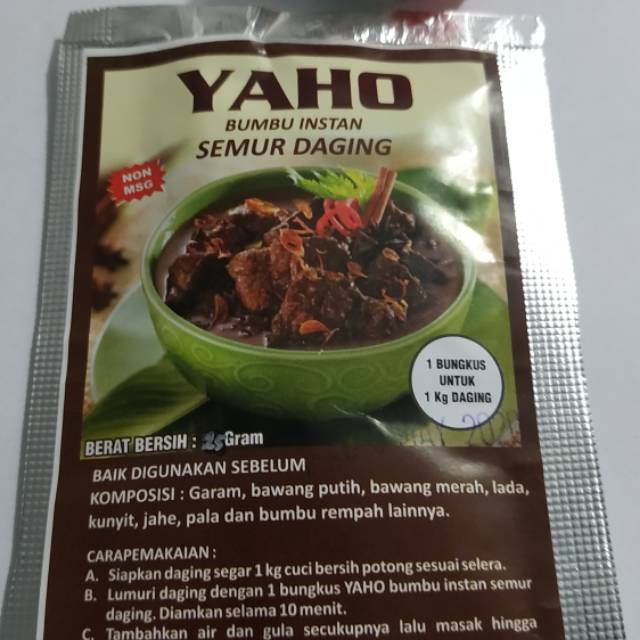 YAHO
BUMBU INSTAN
SEMUR DAGING
NON
MSG
1 BUNGKUS
UNTUK
1 Kg DAGING
BERAT BERSIH : 25 Gram
BAIK DIGUNAKAN SEBELUM
KOMPOSISI : Garam, bawang putih, bawang merah, lada,
kunyit, jahe, pala dan bumbu rempah lainnya.
CARAPEMAKAIAN :
A. Siapkan daging segar 1 kg cuci bersih potong sesuai selera.
B. Lumuri daging dengan 1 bungkus YAHO bumbu instan semur
daging. Diamkan selama 10 menit.
C. Tambahkan air dan gula secukupnya lalu masak hingga